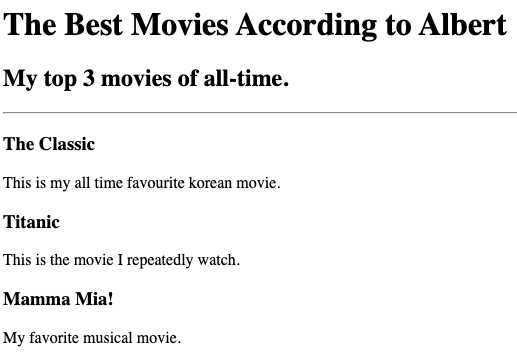 The Best Movies According to Albert
My top 3 movies of all-time.
The Classic
This is my all time favourite korean movie.
Titanic
This is the movie I repeatedly watch.
Mamma Mia!
My favorite musical movie.